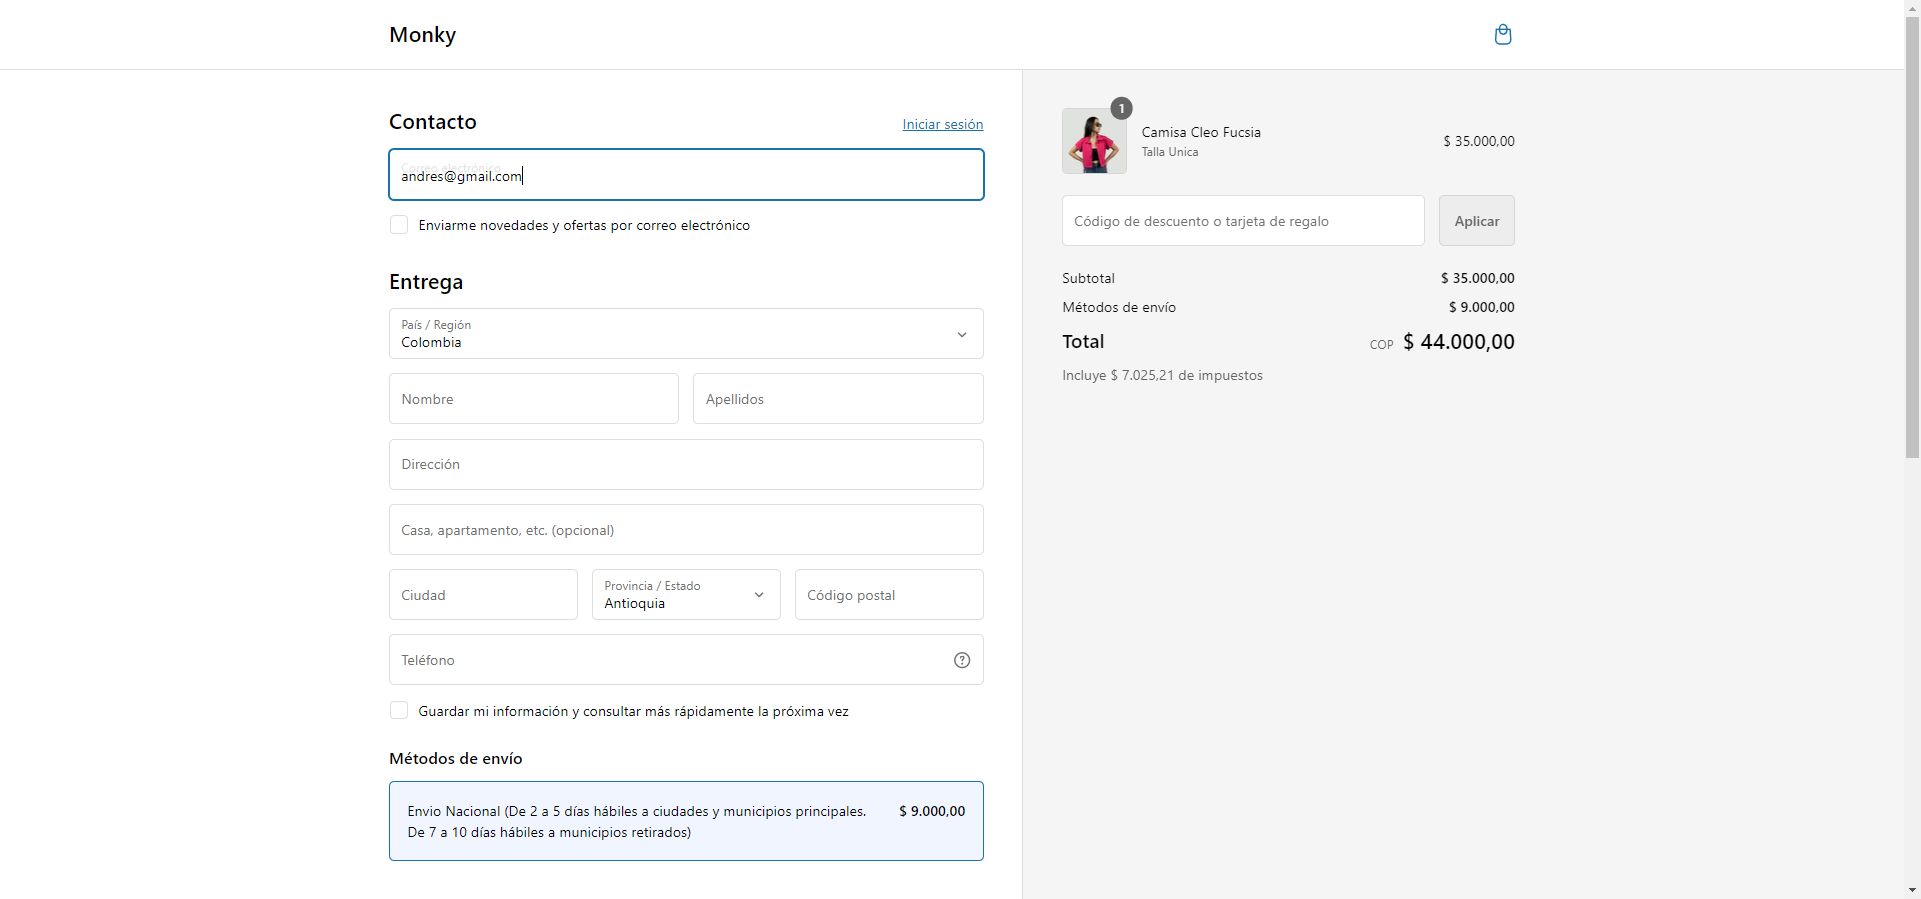 Monky
Contacto
Iniciar sesión
Correo electrónico
andres@gmail.com
Enviarme novedades y ofertas por correo electrónico
Entrega
País / Región
Colombia
Nombre
Apellidos
Dirección
Casa, apartamento, etc. (opcional)
Ciudad
Provincia / Estado
Antioquia
Código postal
Teléfono
Guardar mi información y consultar más rápidamente la próxima vez
Métodos de envío
Envio Nacional (De 2 a 5 días hábiles a ciudades y municipios principales.
De 7 a 10 días hábiles a municipios retirados)
$ 9.000,00
1
Camisa Cleo Fucsia
Talla Unica
$ 35.000,00
Código de descuento o tarjeta de regalo
Aplicar
Subtotal
$ 35.000,00
Métodos de envío
$ 9.000,00
Total
COP $ 44.000,00
Incluye $ 7.025,21 de impuestos